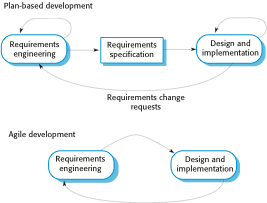 Plan-based development
Requirements
engineering
Requirements
specification
Design and
implementation
Requirements change
requests
Agile development
Requirements
engineering
Design and
implementation